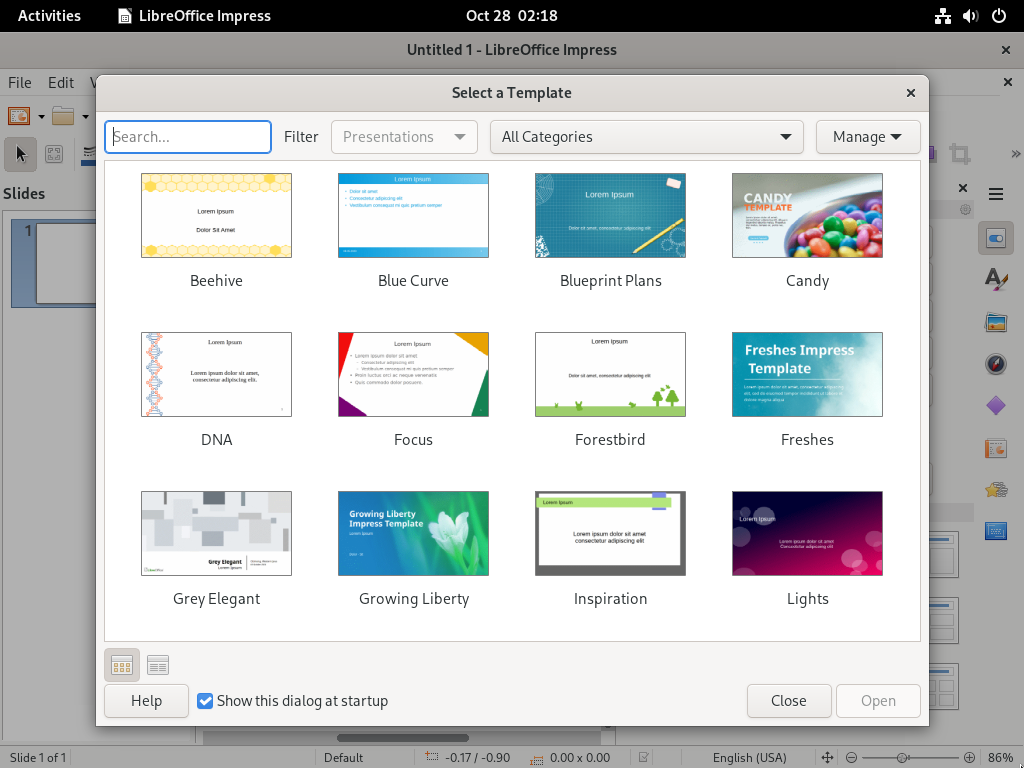 Activities LibreOffice Impress Oct 28 02:18
Untitled 1 - LibreOffice Impress
File Edit
Select a Template
Search... Filter Presentations All Categories Manage
Slides
1
Lorem Ipsum
Dolor Sit Amet
Lorem Ipsum
Dolor sit amet
Consectetur adipiscing elit
Vestibulum consequat mi quic pretium semper
Lorem Ipsum
Dolor sit amet, consectetur adipiscing elit
CANDY
TEMPLATE
Beehive Blue Curve Blueprint Plans Candy
Lorem Ipsum
Lorem ipsum dolor sit amet,
consectetur adipiscing elit.
Lorem Ipsum
Lorem ipsum dolor sit amet
Consectetur adipiscing elit
Vestibulum consequat mi quis pretium semper
Proin luctus orci ac neque venenatis
Quis commodo dolor posuere.
Lorem Ipsum
Dolor sit amet, consectetur adipiscing elit
Freshes Impress
Template
DNA Focus Forestbird Freshes
Grey Elegant
Lorem Ipsum
Growing Liberty
Impress Template
Lorem Ipsum
Lorem Ipsum
Lorem ipsum dolor sit amet
consectetur adipiscing elit
Lorem Ipsum
Lorem ipsum dolor sit amet
Consectetur adipiscing elit
Grey Elegant Growing Liberty Inspiration Lights
Help Show this dialog at startup Close Open
Slide 1 of 1 Default -0.17 / -0.90 0.00 x 0.00 English (USA) 86%